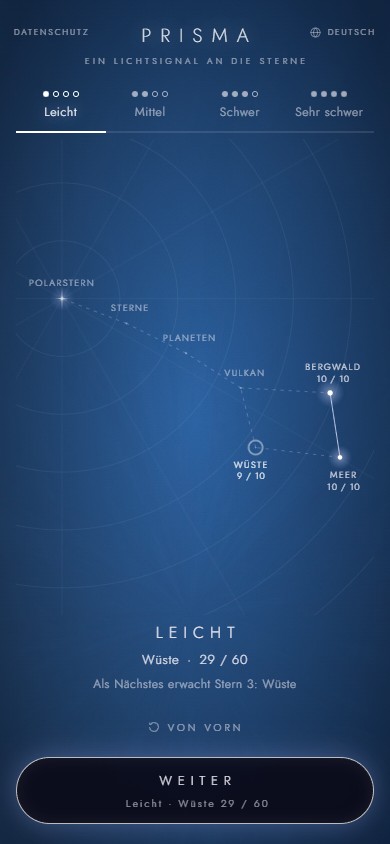 DATENSCHUTZ
PRISMA
DEUTSCH
EIN LICHTSIGNAL AN DIE STERNE
Leicht
Mittel
Schwer
Sehr schwer
POLARSTERN
STERNE
PLANETEN
VULKAN
BERGWALD
10 / 10
WÜSTE
9 / 10
MEER
10 / 10
LEICHT
Wüste · 29 / 60
Als Nächstes erwacht Stern 3: Wüste
VON VORN
WEITER
Leicht · Wüste 29 / 60